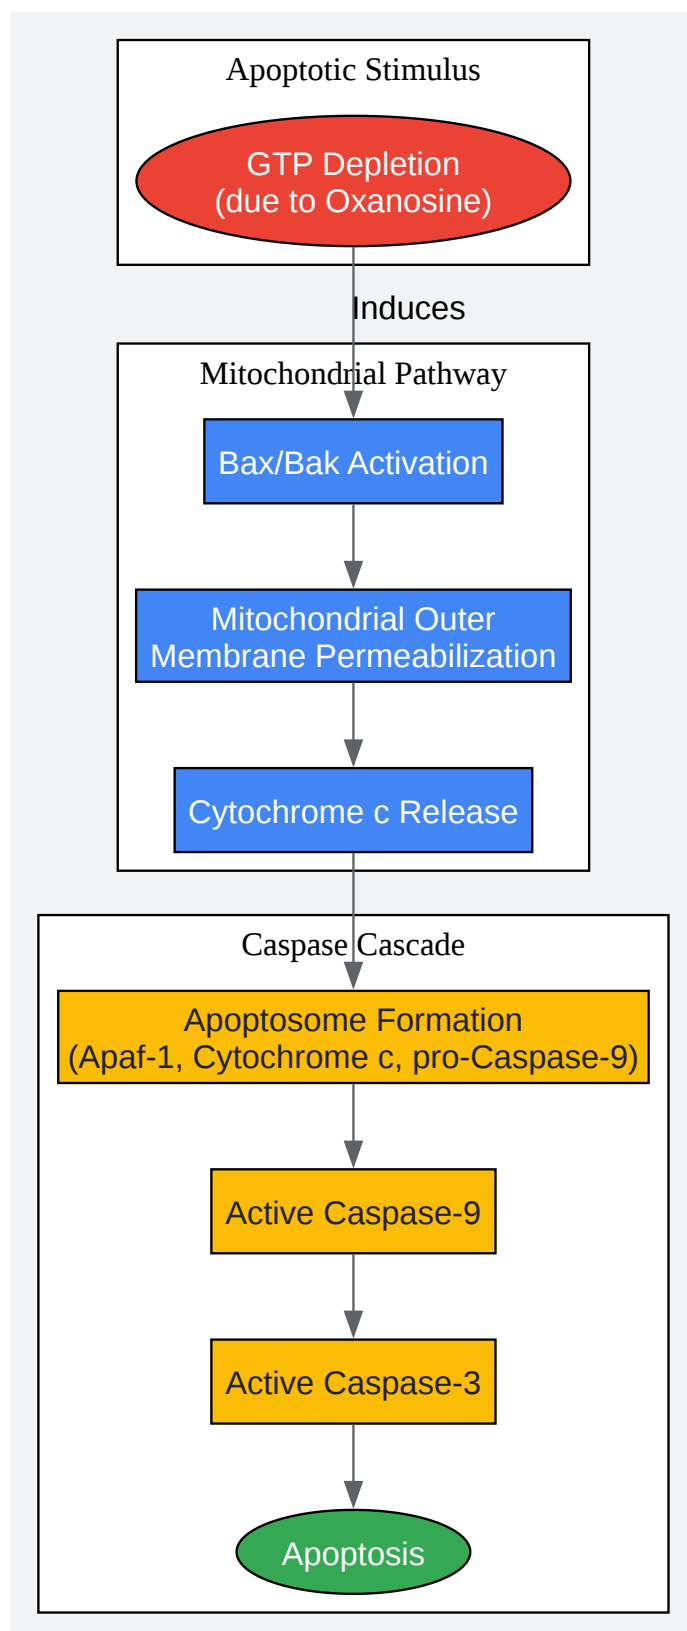 Apoptotic Stimulus
GTP Depletion
(due to Oxanosine)
Induces
Mitochondrial Pathway
Bax/Bak Activation
Mitochondrial Outer
Membrane Permeabilization
Cytochrome c Release
Caspase Cascade
Apoptosome Formation
(Apaf-1, Cytochrome c, pro-Caspase-9)
Active Caspase-9
Active Caspase-3
Apoptosis